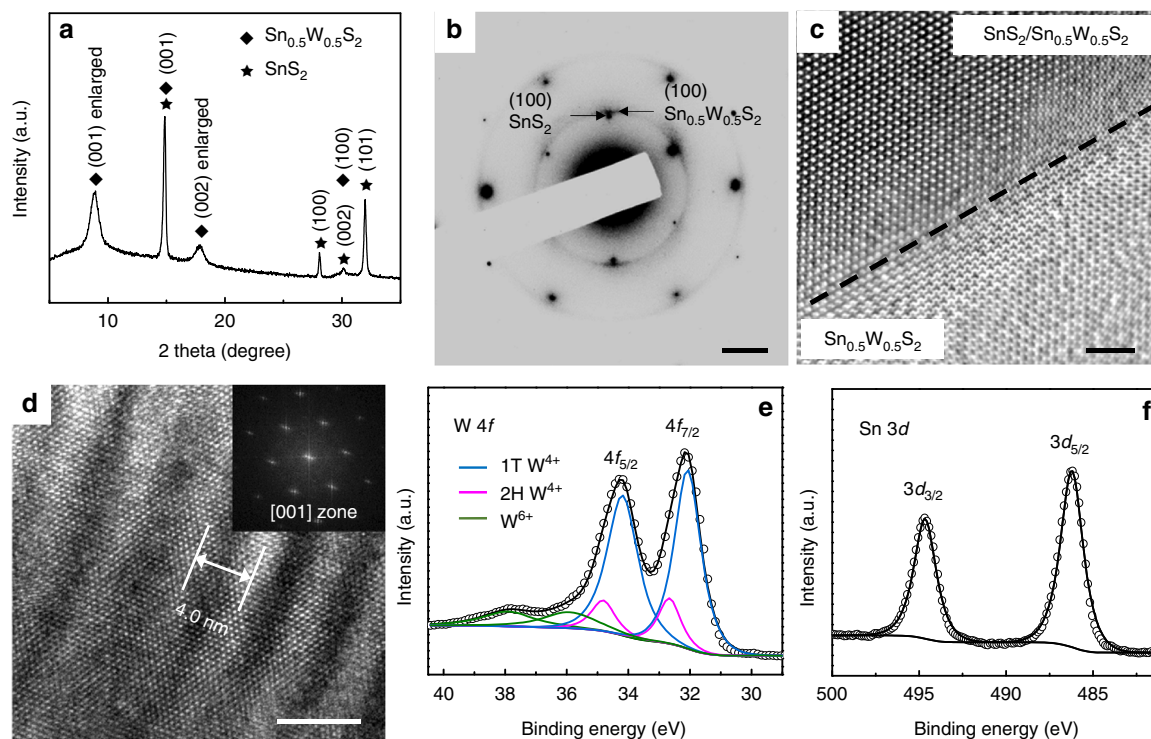 a
Sn0.5W0.5S2
SnS2
(001) enlarged
(001)
(002) enlarged
(100)
(002)
(100)
(101)
Intensity (a.u.)
10
20
30
2 theta (degree)
b
(100)
SnS2
(100)
Sn0.5W0.5S2
c
SnS2/Sn0.5W0.5S2
Sn0.5W0.5S2
d
[001] zone
4.0 nm
e
W 4f
4f7/2
4f5/2
1T W4+
2H W4+
W6+
Intensity (a.u.)
40
38
36
34
32
30
Binding energy (eV)
f
Sn 3d
3d5/2
3d3/2
Intensity (a.u.)
500
495
490
485
Binding energy (eV)